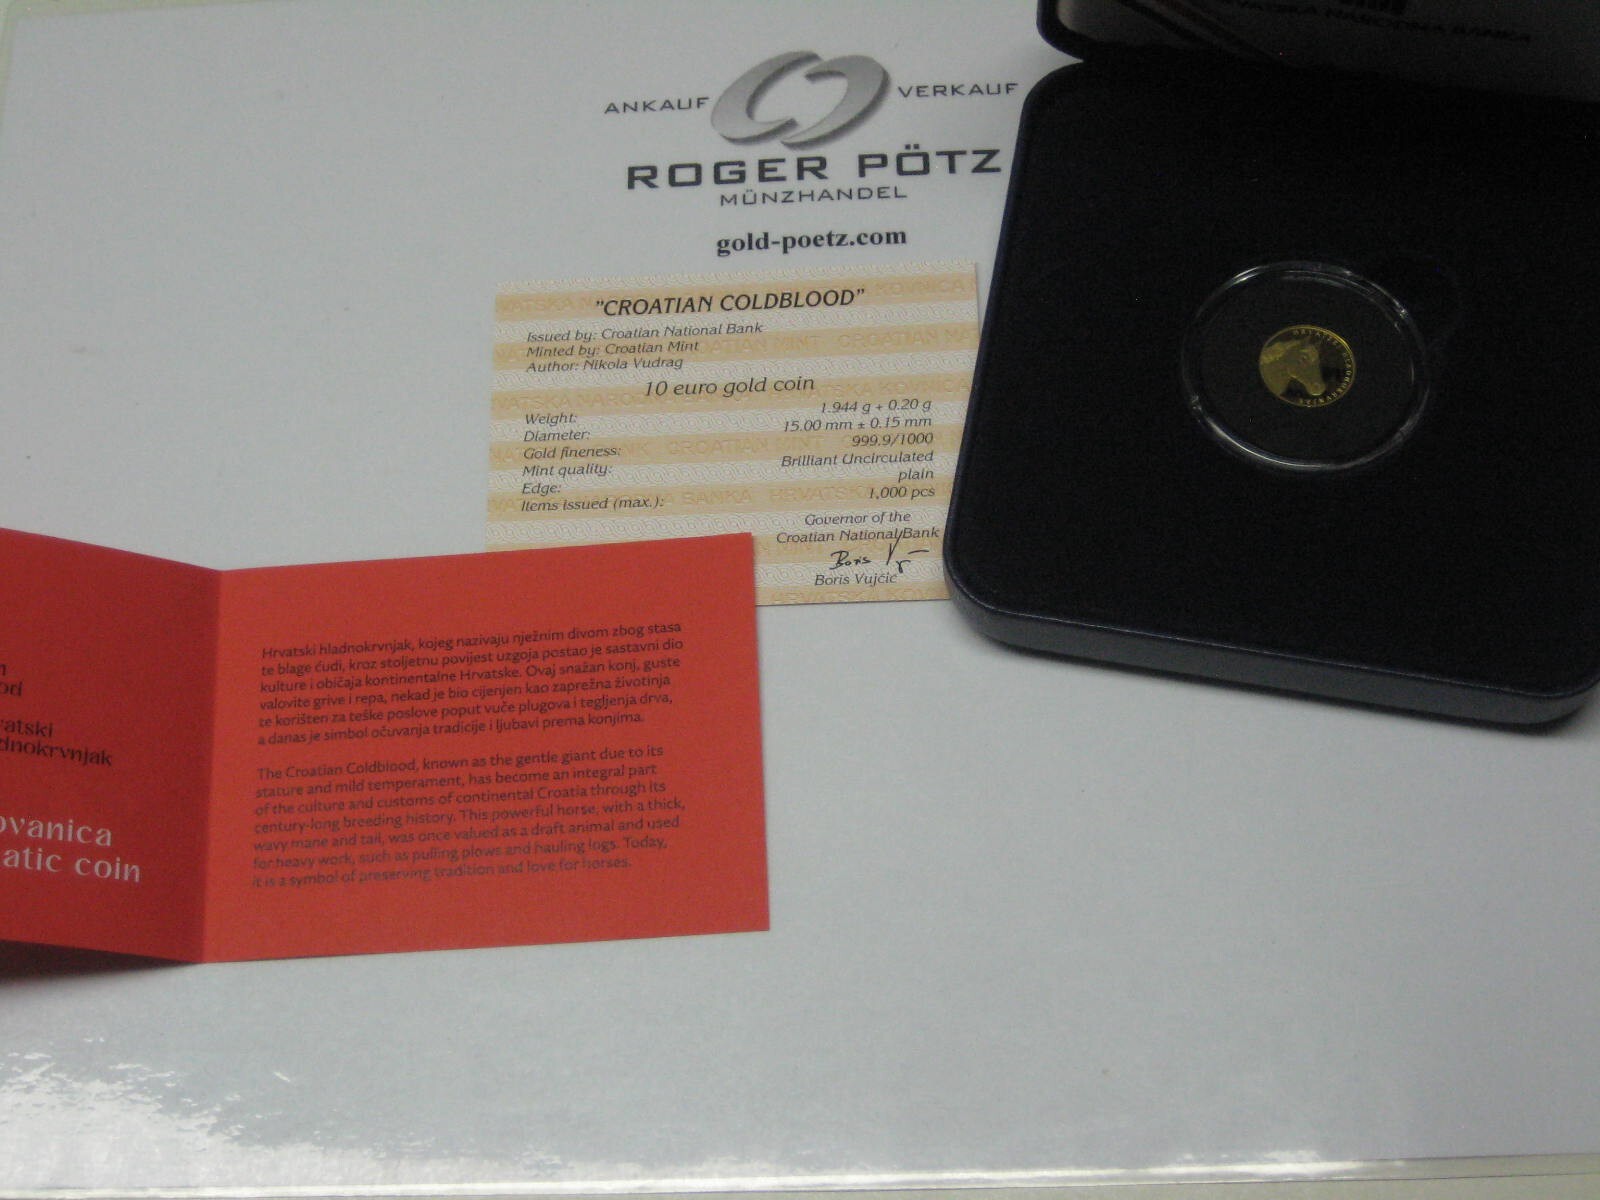 ANKAUF VERKAUF
ROGER PÖTZ
MÜNZHANDEL
gold-poetz.com
"CROATIAN COLDBLOOD"
Issued by: Croatian National Bank
Minted by: Croatian Mint
Author: Nikola Vudrag
10 euro gold coin
Weight: 1.944 g + 0.20 g
Diameter: 15.00 mm ± 0.15 mm
Gold fineness: 999.9/1000
Mint quality: Brilliant Uncirculated
Edge: plain
Items issued (max.): 1,000 pcs
Governor of the
Croatian National Bank
Boris Vujčić
Hrvatski hladnokrvnjak, kojeg nazivaju nježnim divom zbog stasa
te blage ćudi, kroz stoljetnu povijest uzgoja postao je sastavni dio
kulture i običaja kontinentalne Hrvatske. Ovaj snažan konj, guste
valovite grive i repa, nekad je bio cijenjen kao zaprežna životinja
te korišten za teške poslove poput vuče plugova i tegljenja drva,
a danas je simbol očuvanja tradicije i ljubavi prema konjima.
The Croatian Coldblood, known as the gentle giant due to its
stature and mild temperament, has become an integral part
of the culture and customs of continental Croatia through its
century-long breeding history. This powerful horse, with a thick,
wavy mane and tail, was once valued as a draft animal and used
for heavy work, such as pulling plows and hauling logs. Today,
it is a symbol of preserving tradition and love for horses.
vatski
dnokrvnjak
ovanica
atic coin
HRVATSKA NARODNA BANKA